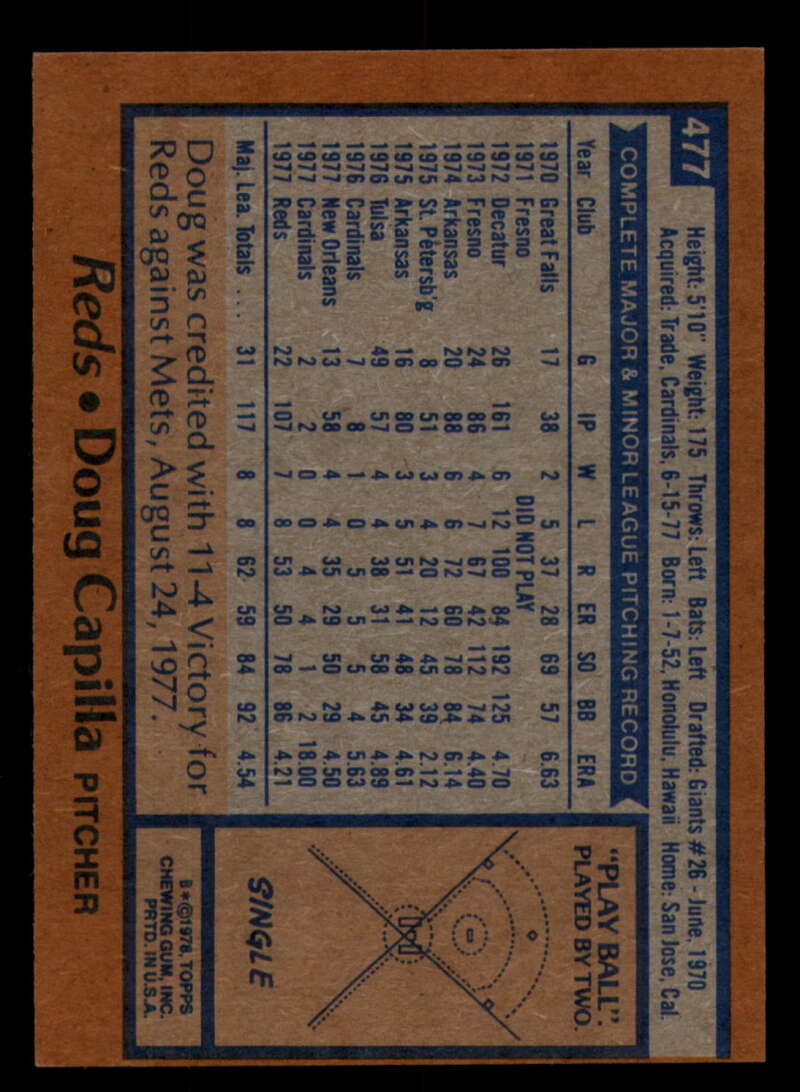 477
Height: 5'10" Weight: 175 Throws: Left Bats: Left Drafted: Giants #26 - June, 1970
Acquired: Trade, Cardinals, 6-15-77 Born: 1-7-52, Honolulu, Hawaii Home: San Jose, Cal.
COMPLETE MAJOR & MINOR LEAGUE PITCHING RECORD
Year Club G IP W L R ER SO BB ERA
1970 Great Falls 17 38 2 5 37 28 69 57 6.63
1971 Fresno DID NOT PLAY
1972 Decatur 26 161 6 12 100 84 192 125 4.70
1973 Fresno 24 86 4 7 67 42 112 74 4.40
1974 Arkansas 20 88 6 6 72 60 78 84 6.14
1975 St. Petersb'g 8 51 3 4 20 12 45 39 2.12
1975 Arkansas 16 80 3 5 51 41 48 34 4.61
1976 Tulsa 49 57 4 4 38 31 58 45 4.89
1976 Cardinals 7 8 1 0 5 5 5 4 5.63
1977 New Orleans 13 58 4 4 35 29 50 29 4.50
1977 Cardinals 2 2 0 0 4 4 1 2 18.00
1977 Reds 22 107 7 8 53 50 78 86 4.21
Maj. Lea. Totals .... 31 117 8 8 62 59 84 92 4.54
Doug was credited with 11-4 Victory for
Reds against Mets, August 24, 1977.
"PLAY BALL".
PLAYED BY TWO.
SINGLE
B*©1978, TOPPS
CHEWING GUM, INC.
PRTD. IN U.S.A.
Reds • Doug Capilla PITCHER